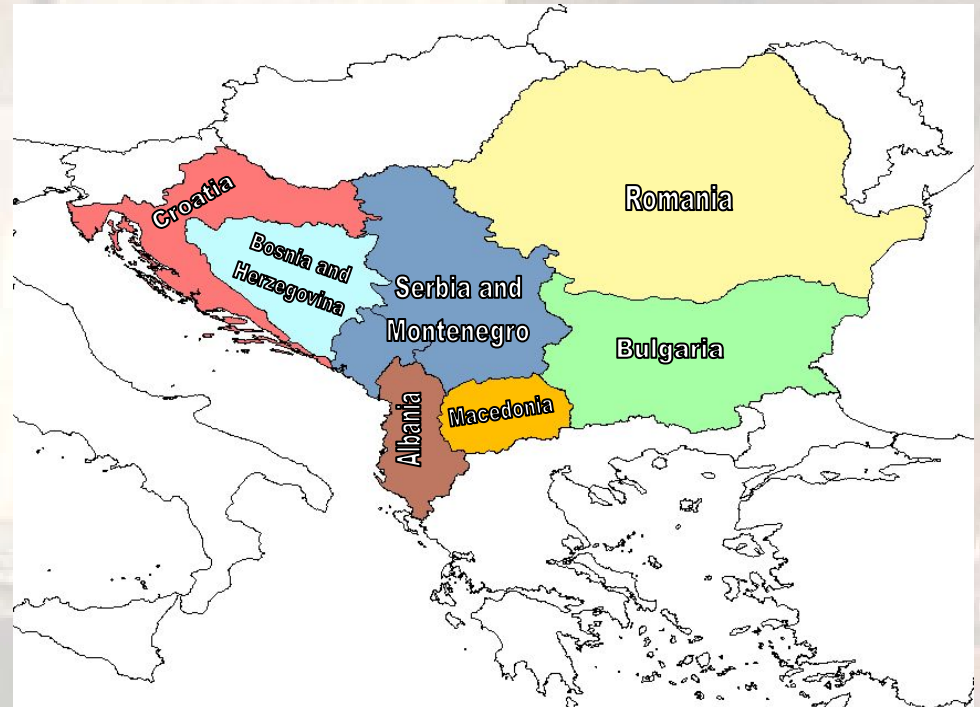 Croatia
Romania
Bosnia and
Herzegovina
Serbia and
Montenegro
Bulgaria
Albania
Macedonia